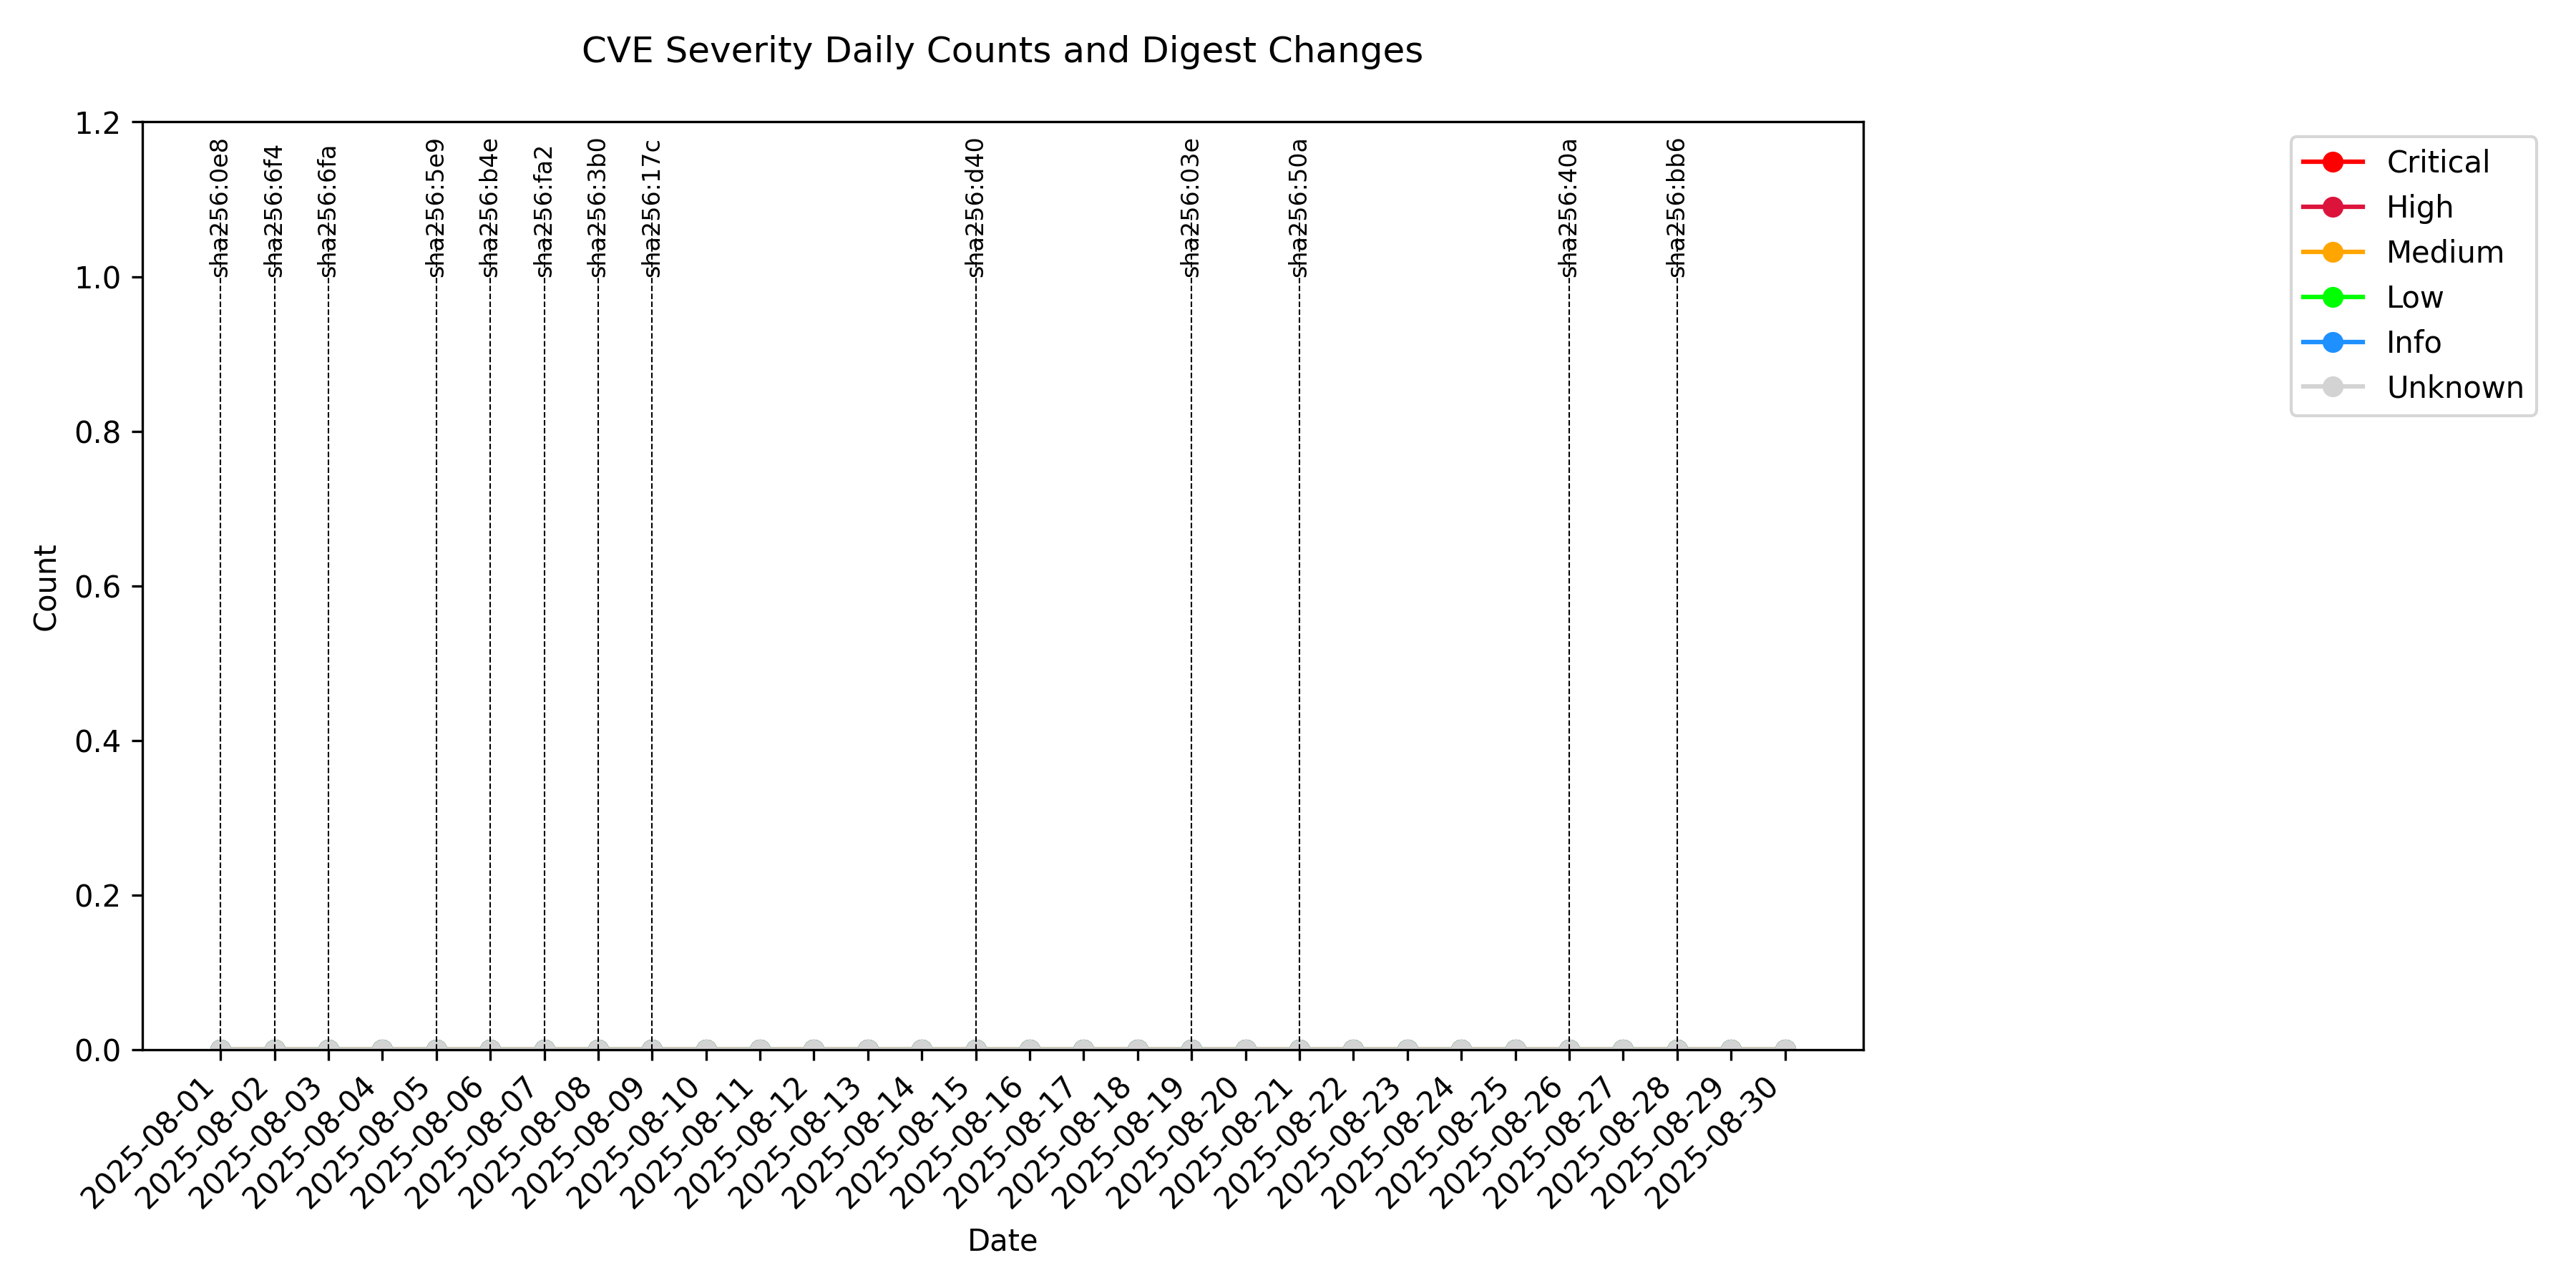 CVE Severity Daily Counts and Digest Changes
1.2
1.0
0.8
0.6
0.4
0.2
0.0
Count
sha256:0e8
sha256:6f4
sha256:6fa
sha256:5e9
sha256:b4e
sha256:fa2
sha256:3b0
sha256:17c
sha256:d40
sha256:03e
sha256:50a
sha256:40a
sha256:bb6
Critical
High
Medium
Low
Info
Unknown
2025-08-01
2025-08-02
2025-08-03
2025-08-04
2025-08-05
2025-08-06
2025-08-07
2025-08-08
2025-08-09
2025-08-10
2025-08-11
2025-08-12
2025-08-13
2025-08-14
2025-08-15
2025-08-16
2025-08-17
2025-08-18
2025-08-19
2025-08-20
2025-08-21
2025-08-22
2025-08-23
2025-08-24
2025-08-25
2025-08-26
2025-08-27
2025-08-28
2025-08-29
2025-08-30
Date